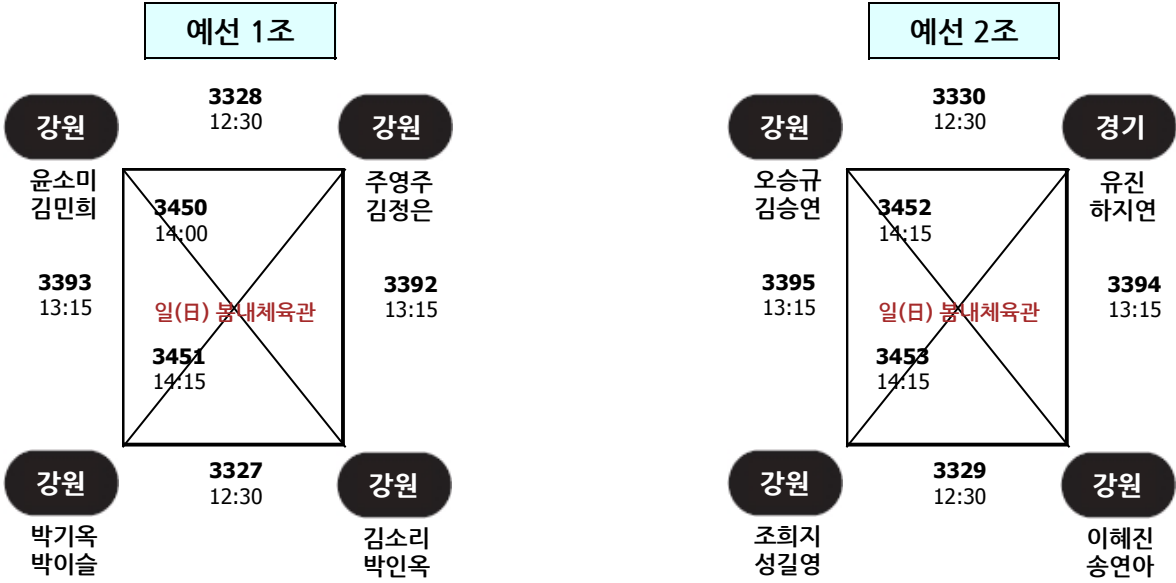 예선 1조
3328
12:30
강원
강원
윤소미
김민희
주영주
김정은
3450
14:00
3393
13:15
3392
13:15
일(日) 봄내체육관
3451
14:15
3327
12:30
강원
강원
박기옥
박이슬
김소리
박인옥
예선 2조
3330
12:30
강원
경기
오승규
김승연
유진
하지연
3452
14:15
3395
13:15
3394
13:15
일(日) 봄내체육관
3453
14:15
3329
12:30
강원
강원
조희지
성길영
이혜진
송연아